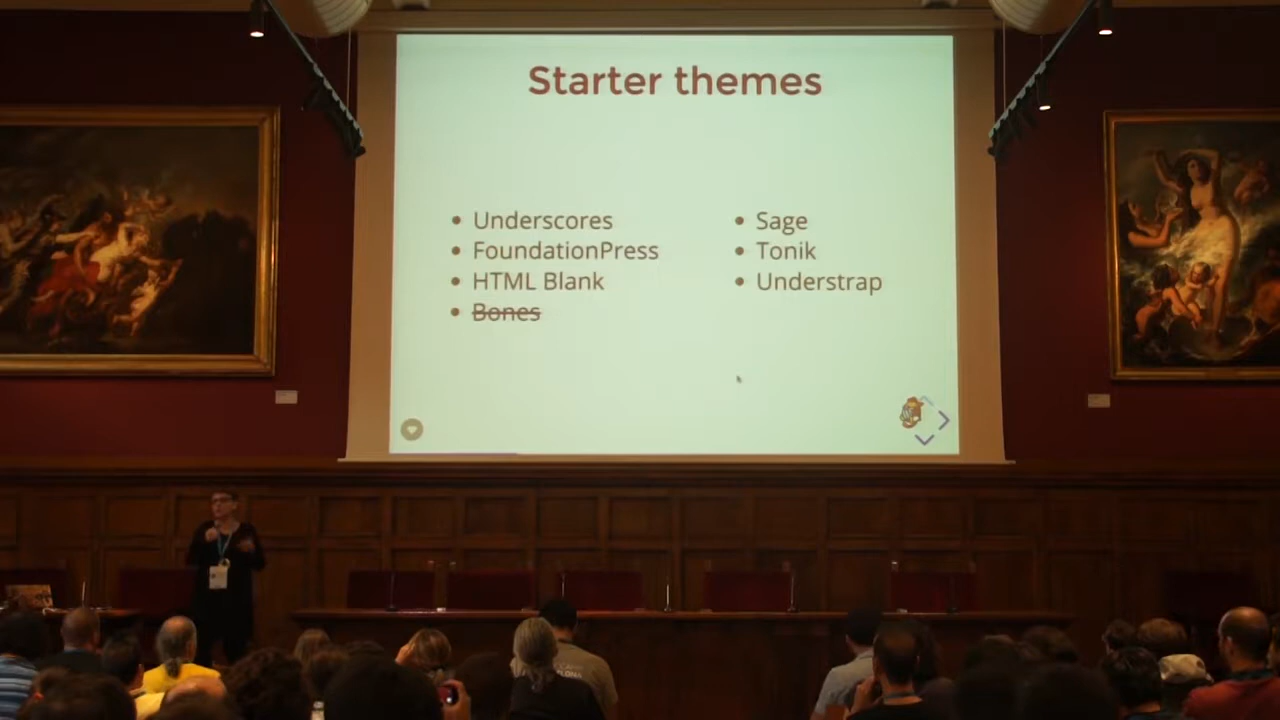 Starter themes
• Underscores
• FoundationPress
• HTML Blank
• Bones
• Sage
• Tonik
• Understrap